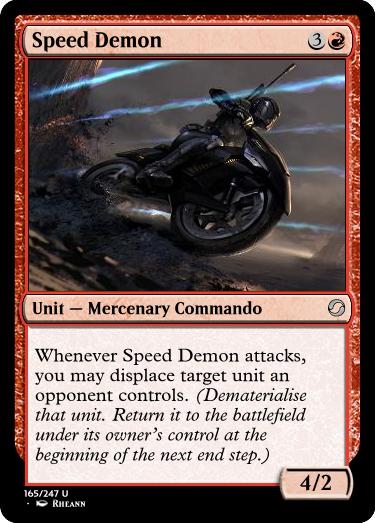 Speed Demon
3
Unit — Mercenary Commando
Whenever Speed Demon attacks,
you may displace target unit an
opponent controls. (Dematerialise
that unit. Return it to the battlefield
under its owner's control at the
beginning of the next end step.)
4/2
165/247 U
· Rheann